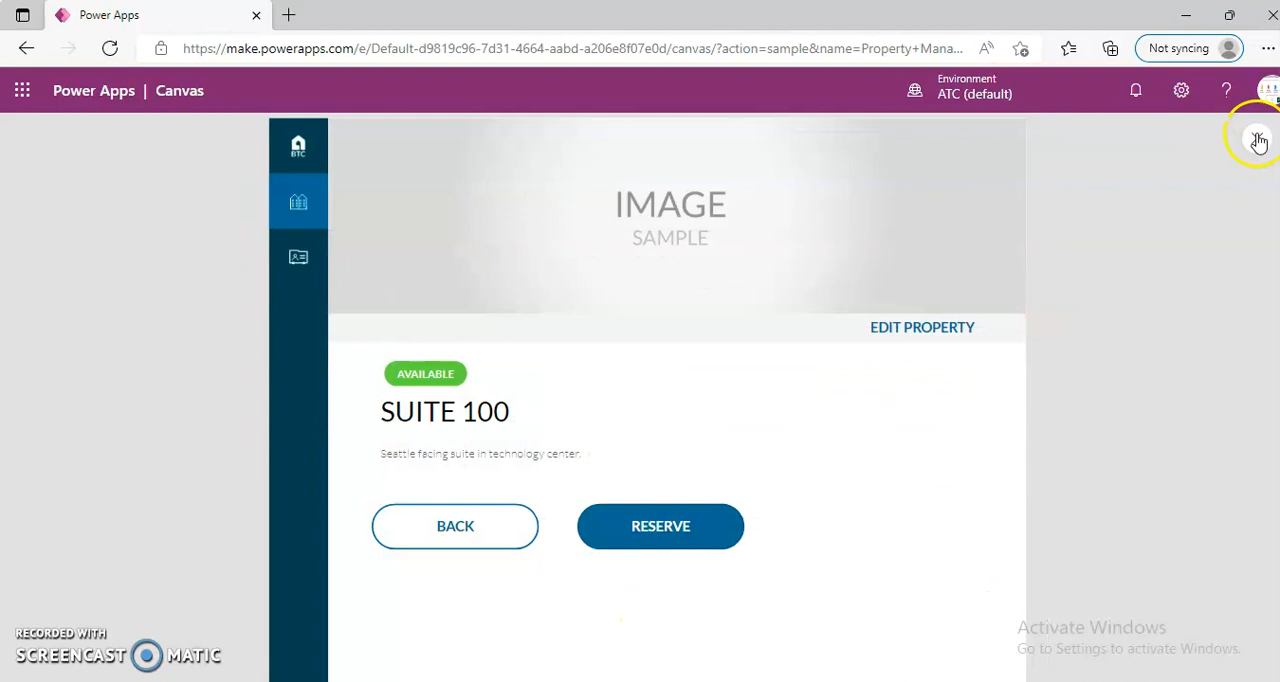 Power Apps
https://make.powerapps.com/e/Default-d9819c96-7d31-4664-aabd-a206e8f07e0d/canvas/?action=sample&name=Property+Mana...
Not syncing
Power Apps | Canvas
Environment
ATC (default)
BTC
IMAGE
SAMPLE
EDIT PROPERTY
AVAILABLE
SUITE 100
Seattle facing suite in technology center.
BACK
RESERVE
Activate Windows
Go to Settings to activate Windows.
RECORDED WITH
SCREENCAST MATIC